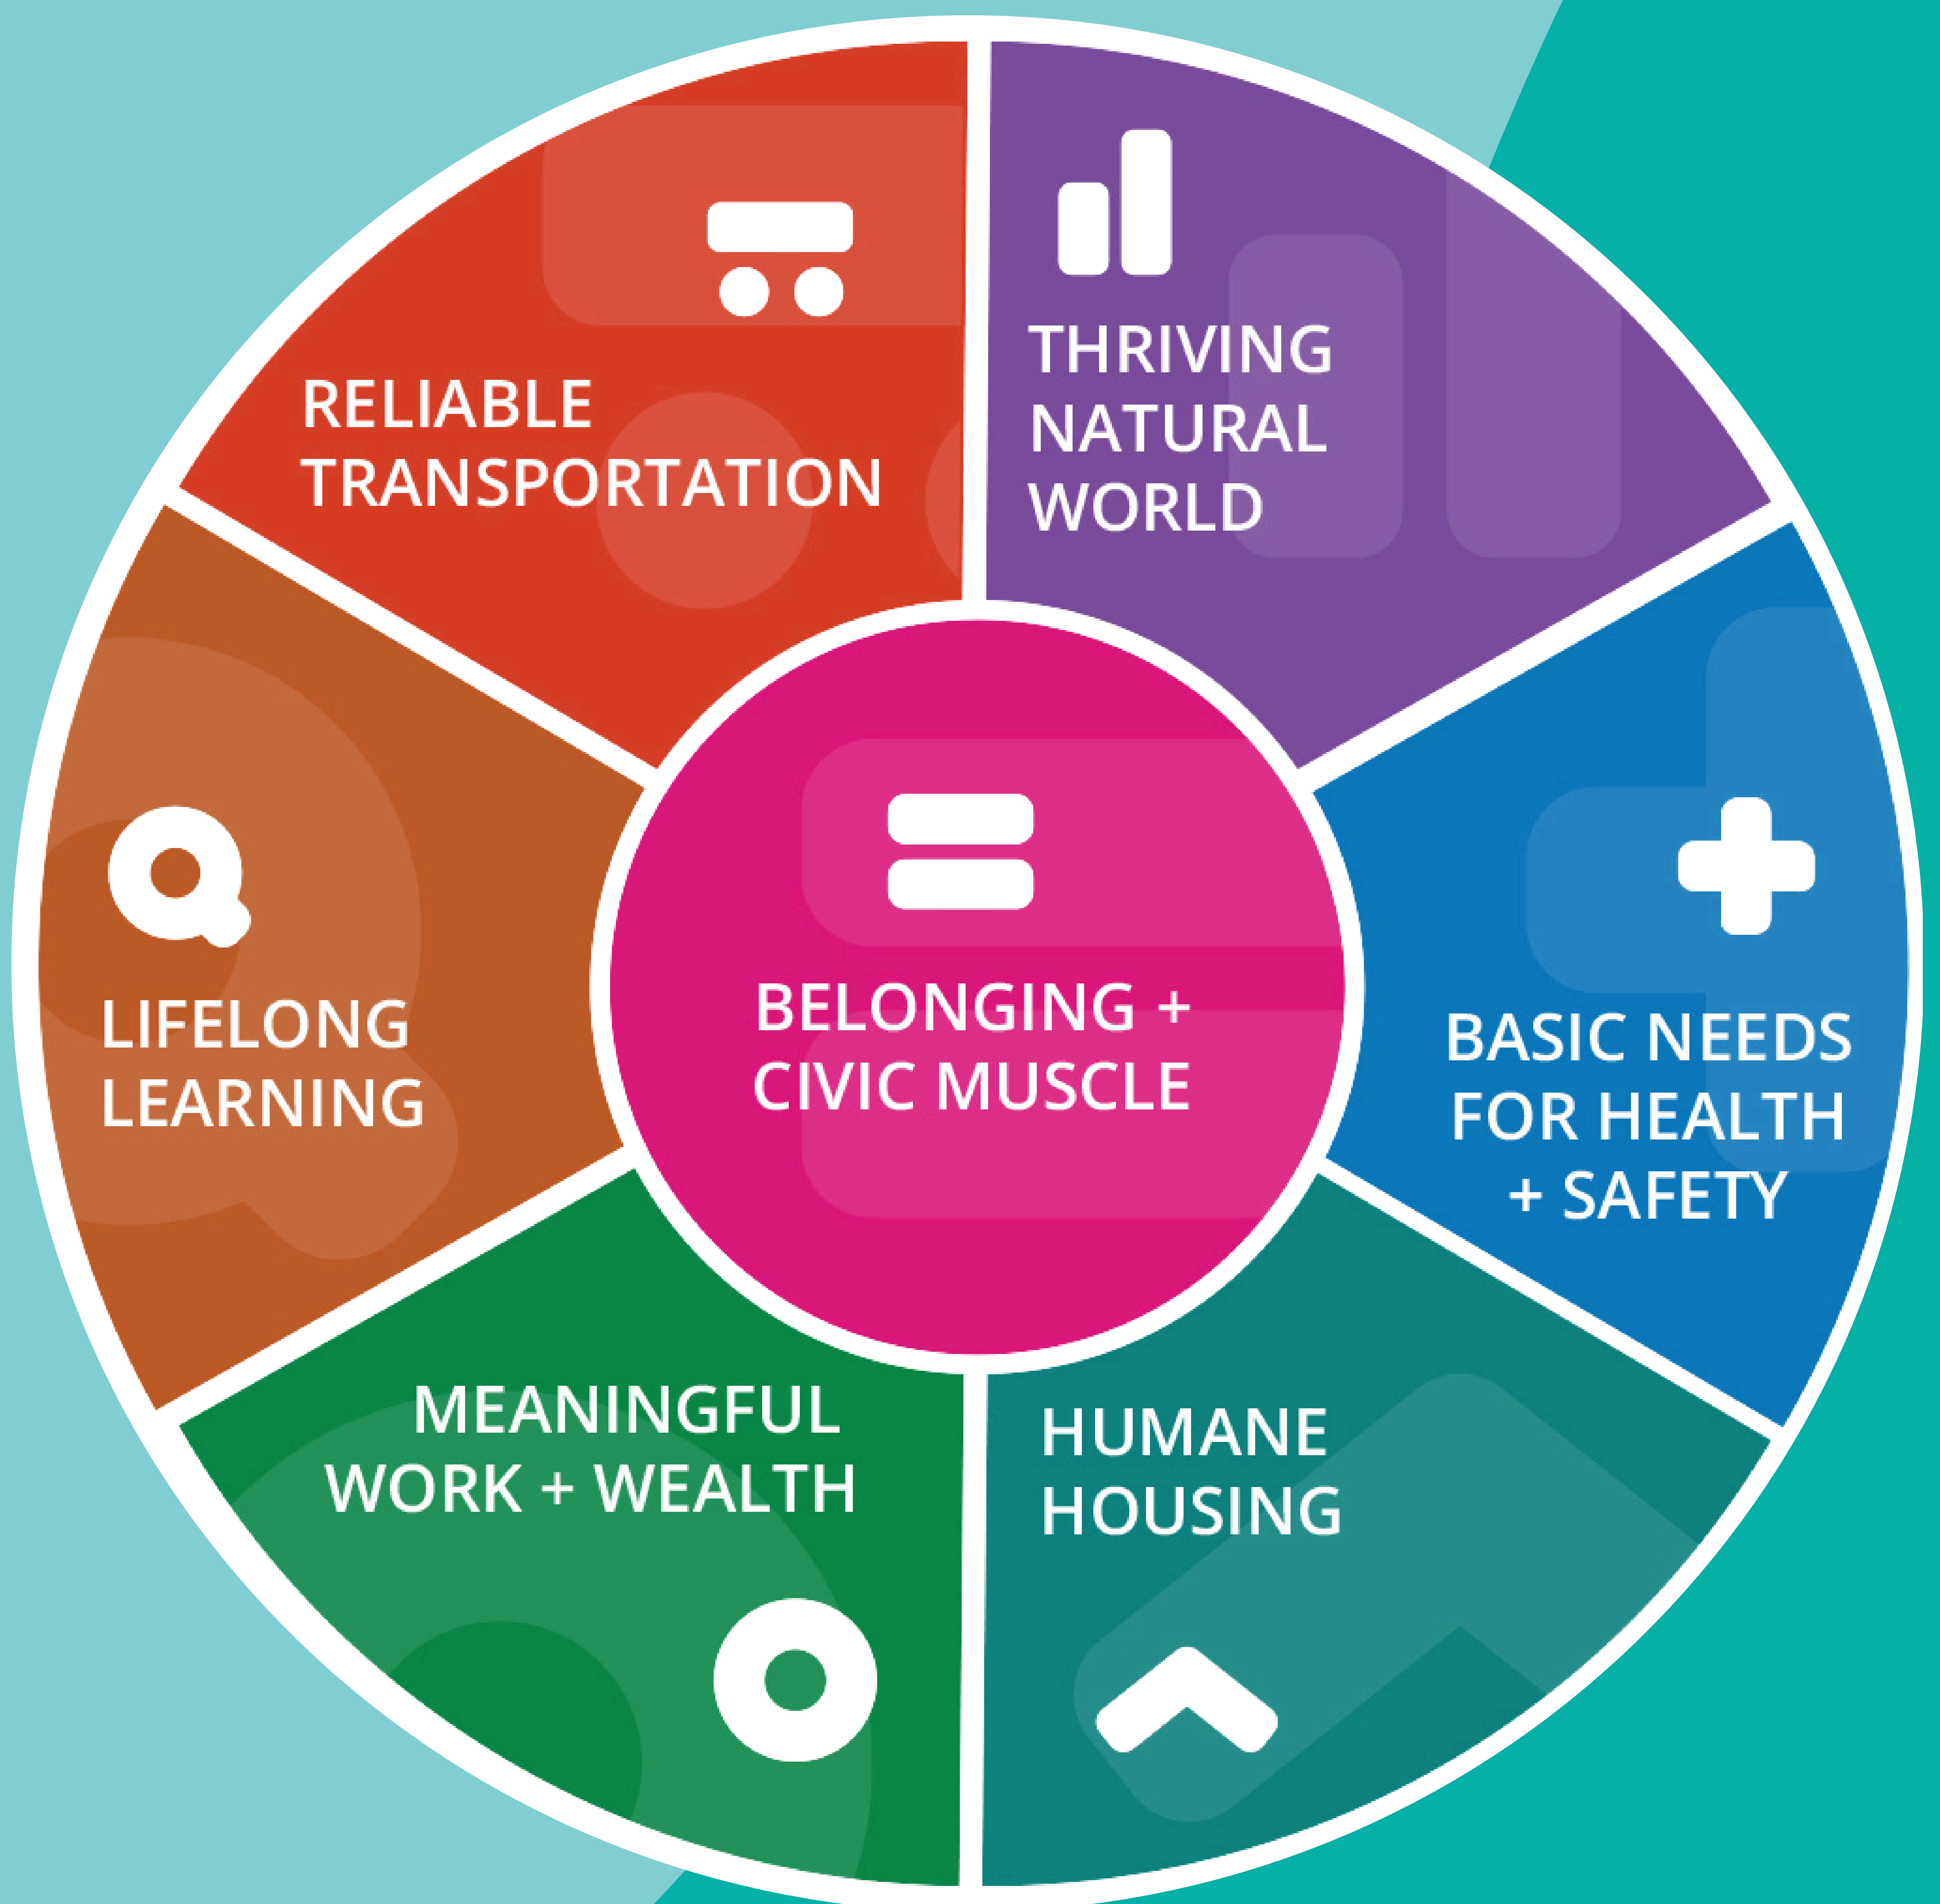 RELIABLE
TRANSPORTATION
THRIVING
NATURAL
WORLD
LIFELONG
LEARNING
BELONGING +
CIVIC MUSCLE
BASIC NEEDS
FOR HEALTH
+ SAFETY
MEANINGFUL
WORK + WEALTH
HUMANE
HOUSING